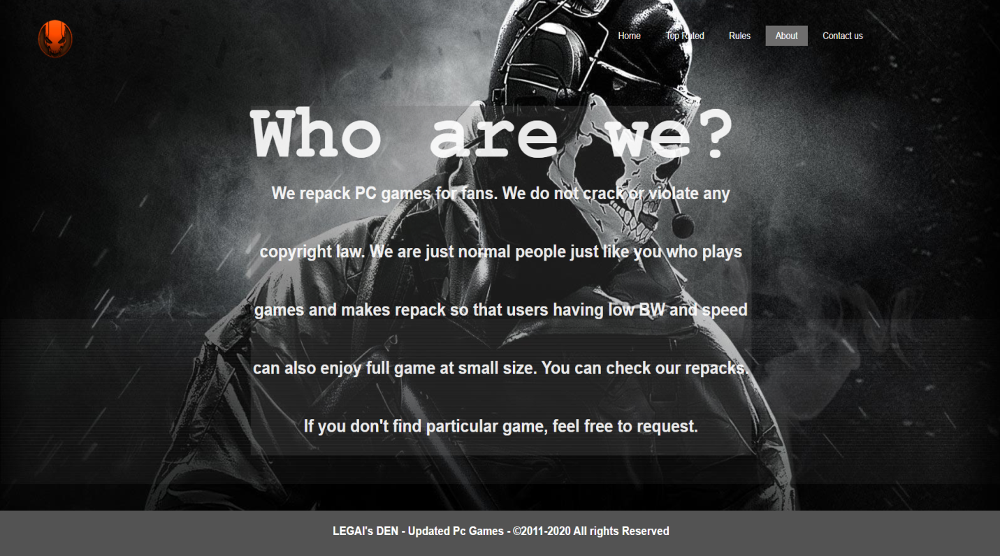 Home Top Rated Rules About Contact us
Who are we?
We repack PC games for fans. We do not crack or violate any
copyright law. We are just normal people just like you who plays
games and makes repack so that users having low BW and speed
can also enjoy full game at small size. You can check our repacks.
If you don't find particular game, feel free to request.
LEGAI's DEN - Updated Pc Games - ©2011-2020 All rights Reserved